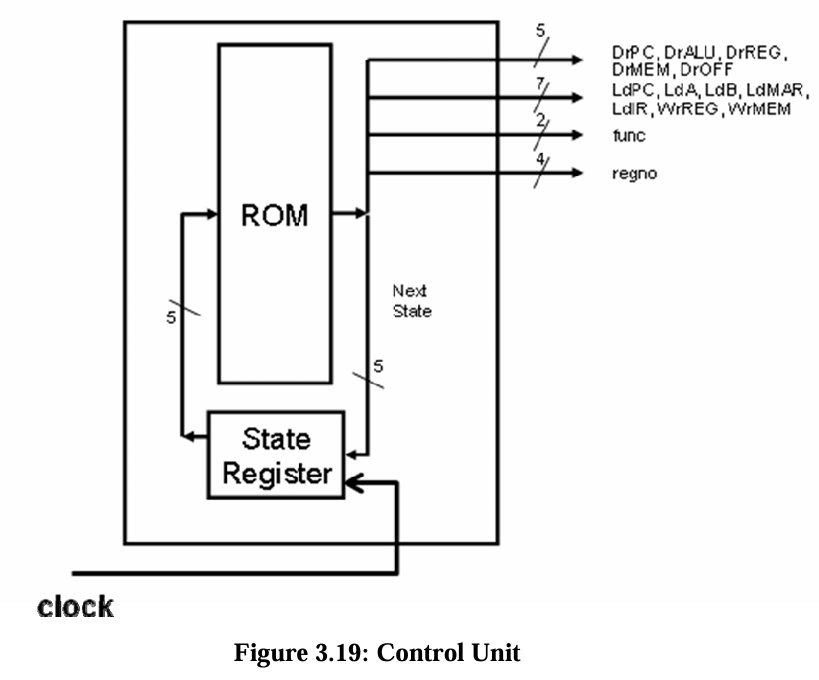 5
DrPC, DrALU, DrREG,
DrMEM, DrOFF
7
LdPC, LdA, LdB, LdMAR,
LdIR, WrREG, WrMEM
2
func
4
regno
ROM
Next
State
5
5
State
Register
clock
Figure 3.19: Control Unit